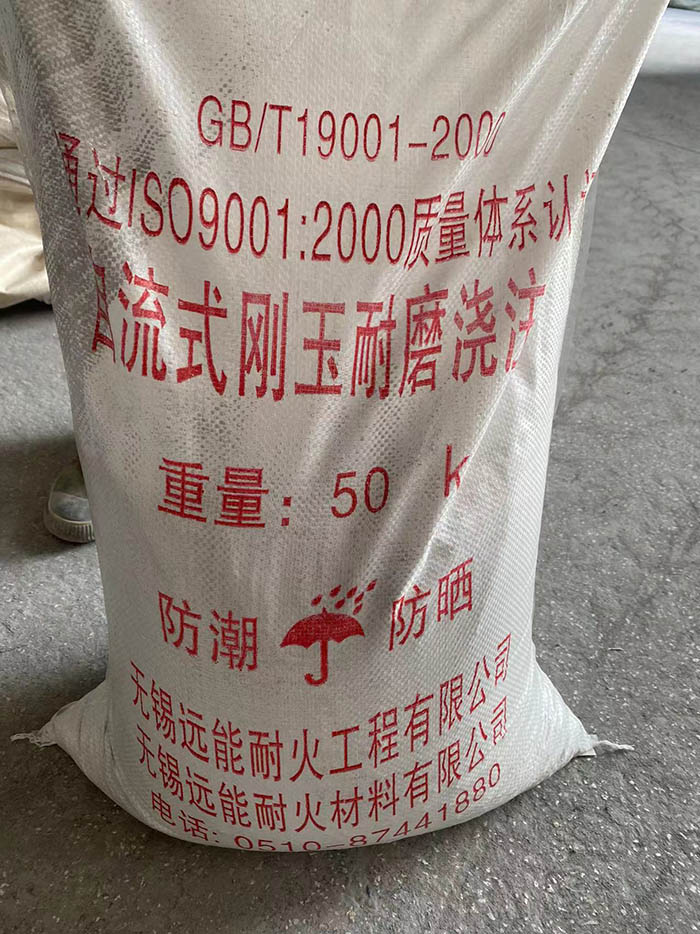 GB/T19001-2000
通过ISO9001:2000质量体系认
自流式刚玉耐磨浇注
重量: 50 k
防潮 防晒
无锡远能耐火工程有限公司
无锡远能耐火材料有限公司
电话: 0510-87441880